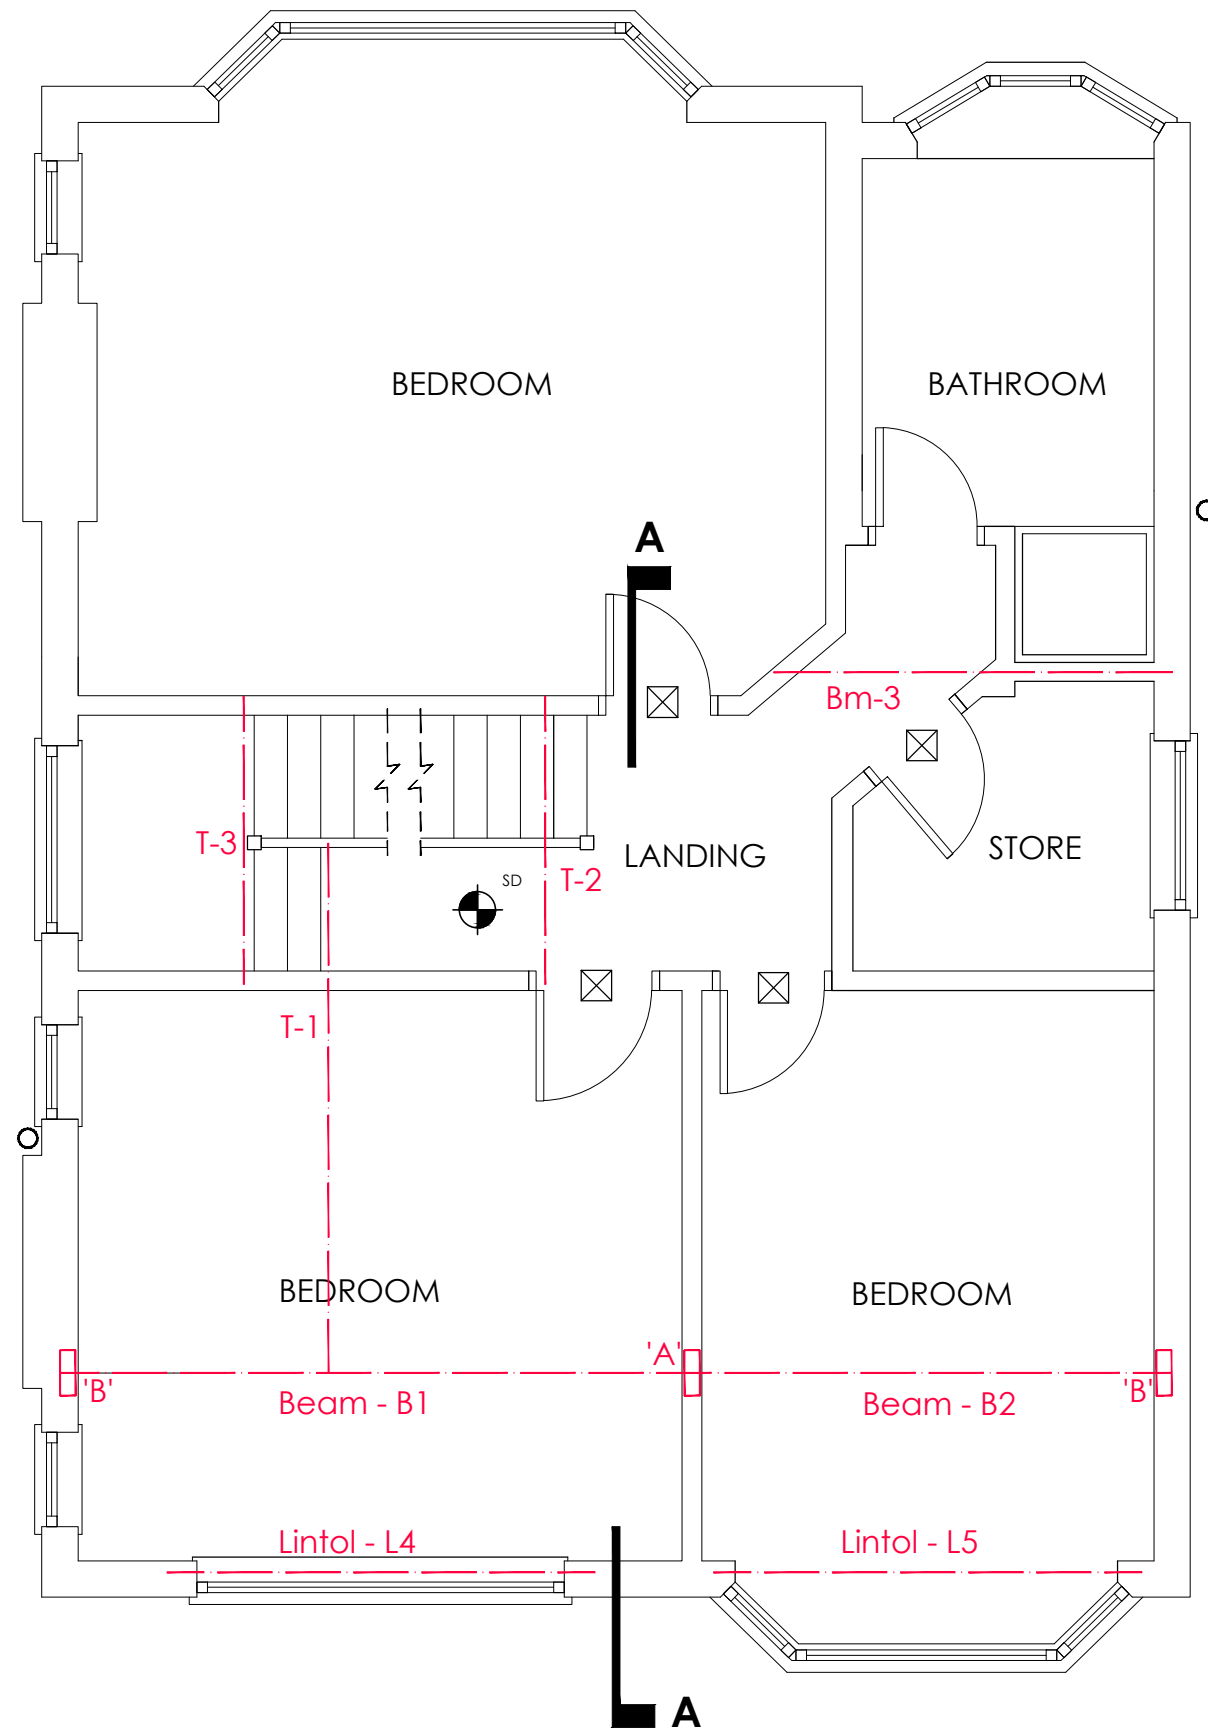 BEDROOM
BATHROOM
A
Bm-3
T-3
LANDING
STORE
SD
T-2
T-1
BEDROOM
BEDROOM
'A'
'B'
'B'
Beam - B1
Beam - B2
Lintol - L4
Lintol - L5
A